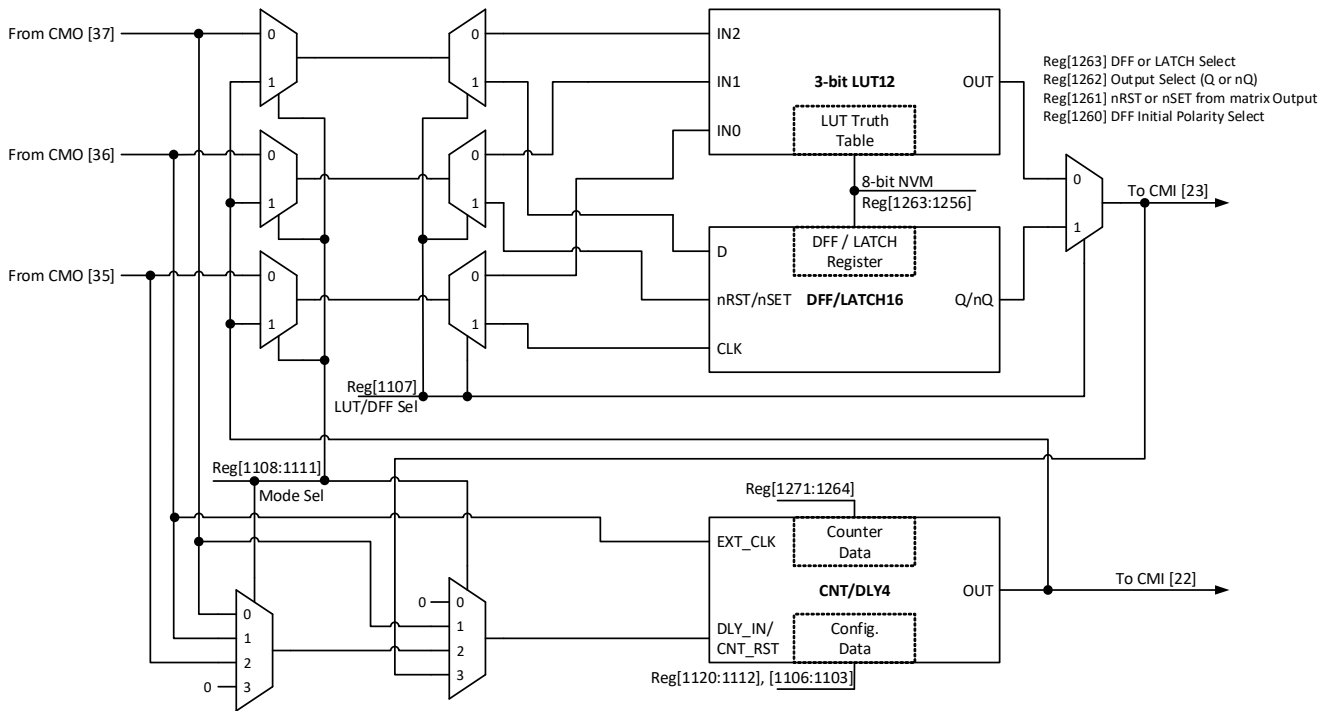 From CMO [37]
0
1
0
1
IN2
IN1
IN0
3-bit LUT12
OUT
LUT Truth
Table
Reg[1263] DFF or LATCH Select
Reg[1262] Output Select (Q or nQ)
Reg[1261] nRST or nSET from matrix Output
Reg[1260] DFF Initial Polarity Select
From CMO [36]
0
1
0
1
8-bit NVM
Reg[1263:1256]
0
1
To CMI [23]
From CMO [35]
0
1
0
1
D
nRST/nSET
CLK
DFF / LATCH
Register
DFF/LATCH16
Q/nQ
Reg[1107]
LUT/DFF Sel
Reg[1108:1111]
Mode Sel
Reg[1271:1264]
EXT_CLK
Counter
Data
CNT/DLY4
OUT
To CMI [22]
DLY_IN/
CNT_RST
Config.
Data
0
1
2
0
3
0
0
1
2
3
Reg[1120:1112], [1106:1103]